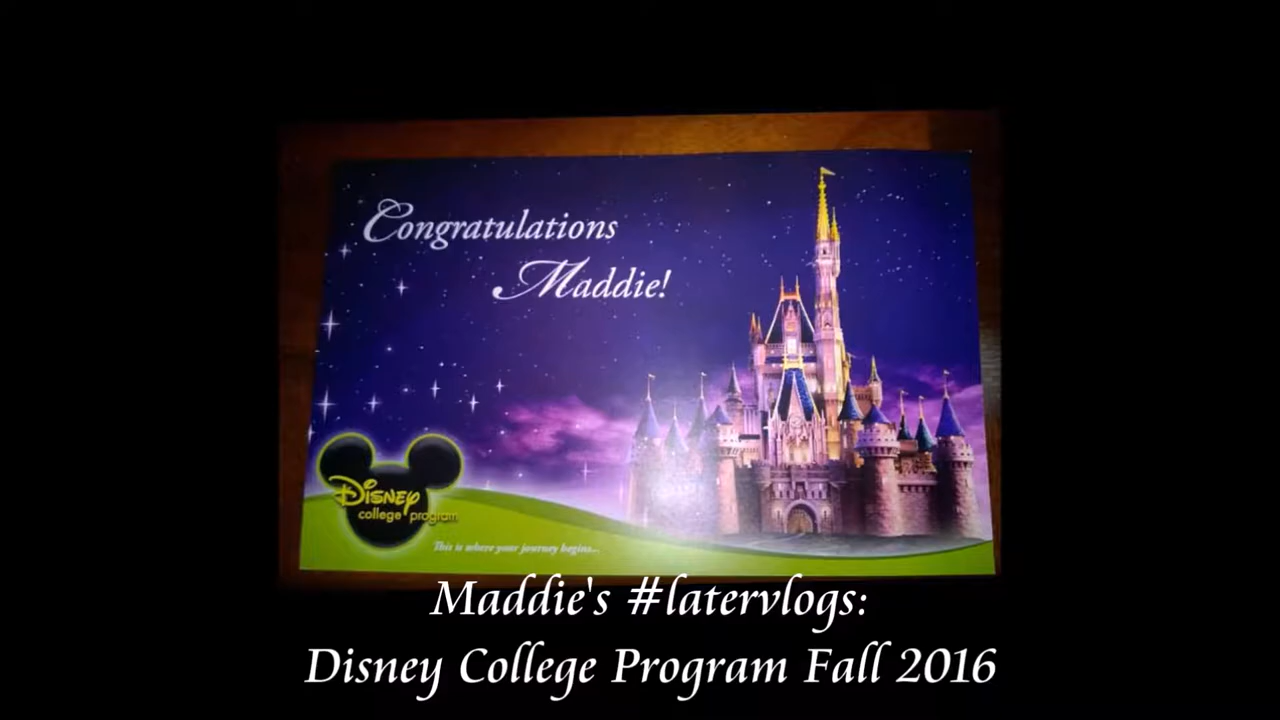 Congratulations
Maddie!
Disney
college program
This is where your journey begins...
Maddie's #latervlogs:
Disney College Program Fall 2016